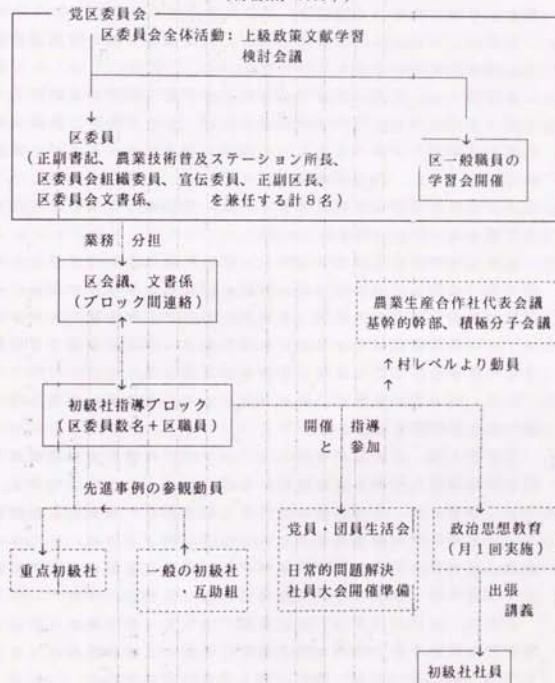 党区委員会
区委員会全体活動：上級政策文献学習
検討会議
区委員
（正副書記、農業技術普及ステーション所長、
区委員会組織委員、宣伝委員、正副区長、
区委員会文書係、　　を兼任する計８名）
区一般職員の
学習会開催
業務　分担
区会議、文書係
（ブロック間連絡）
農業生産合作社代表会議
基幹的幹部、積極分子会議
↑村レベルより動員
初級社指導ブロック
（区委員数名＋区職員）
開催　指導
と　参加
先進事例の参観動員
党員・団員生活会
日常的問題解決
社員大会開催準備
政治思想教育
（月１回実施）
重点初級社
一般の初級社
・互助組
出張
講義
初級社社員